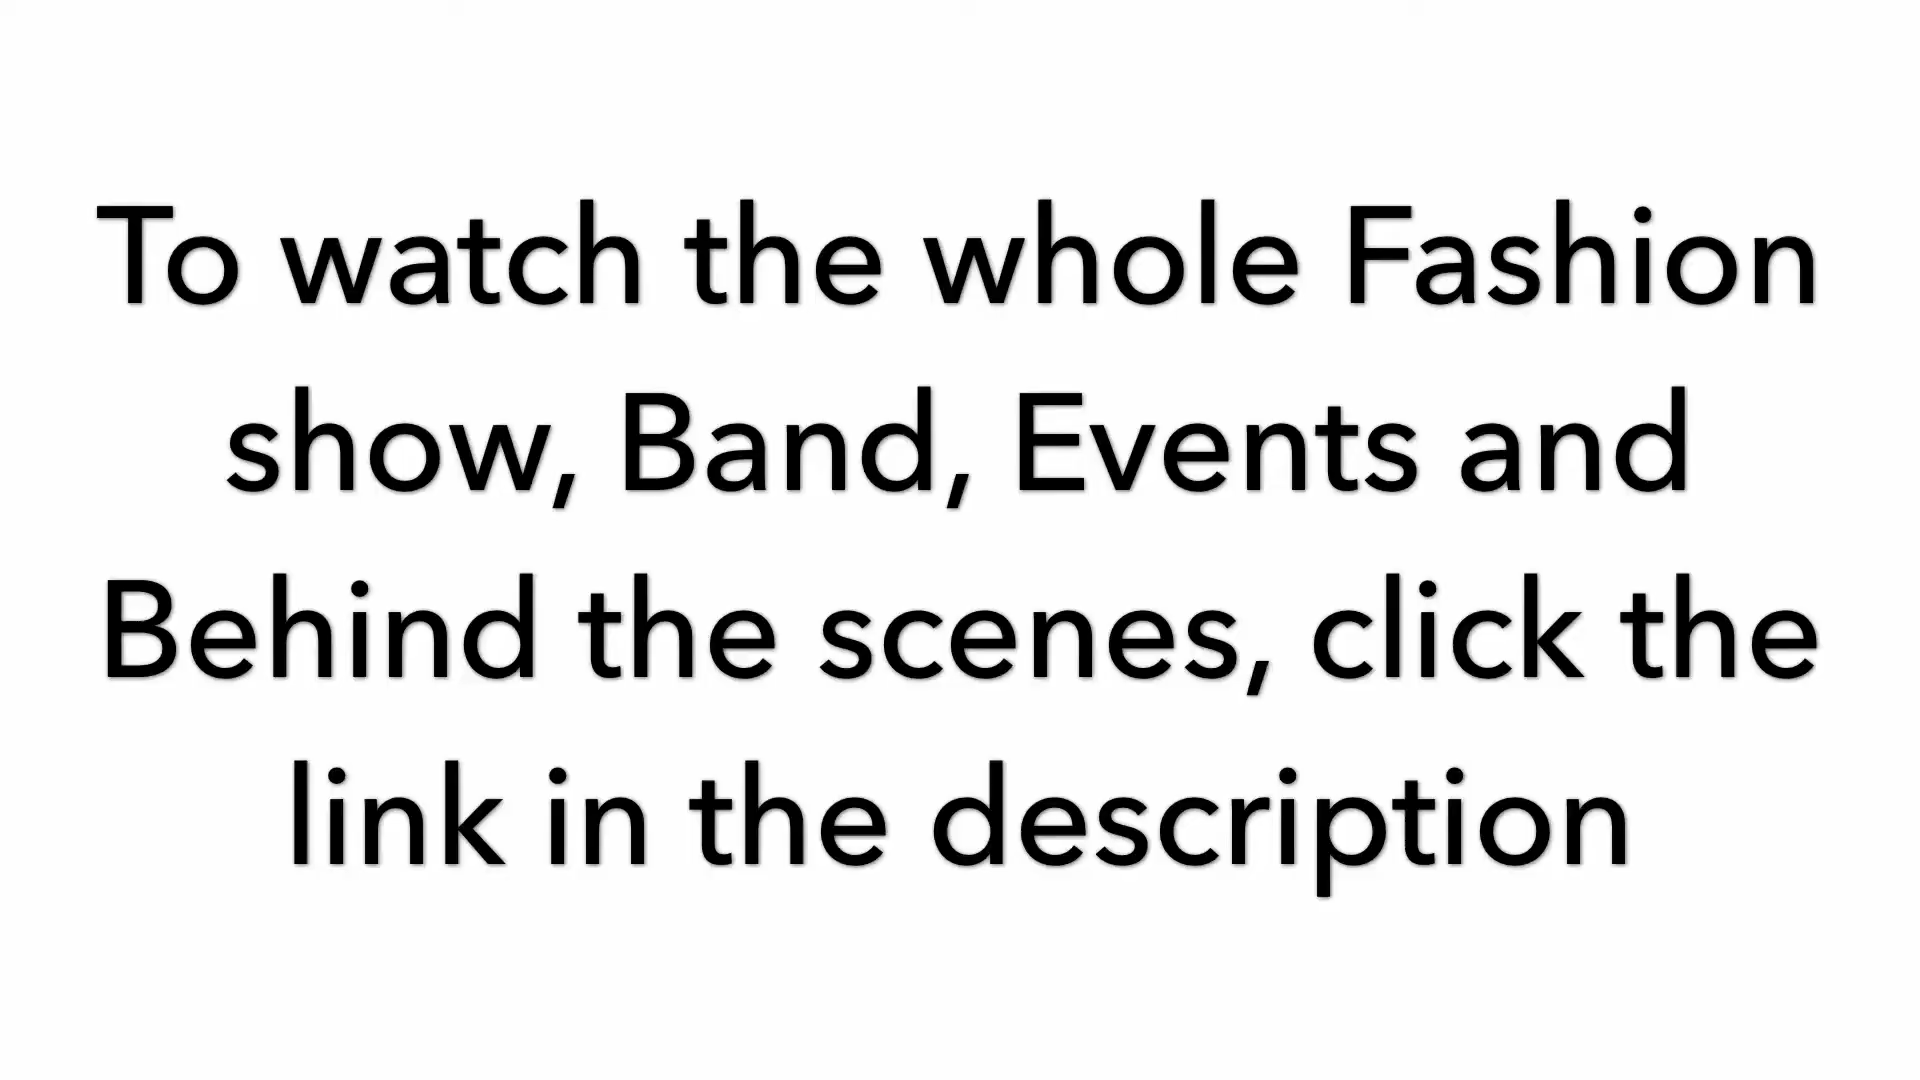 To watch the whole Fashion
show, Band, Events and
Behind the scenes, click the
link in the description